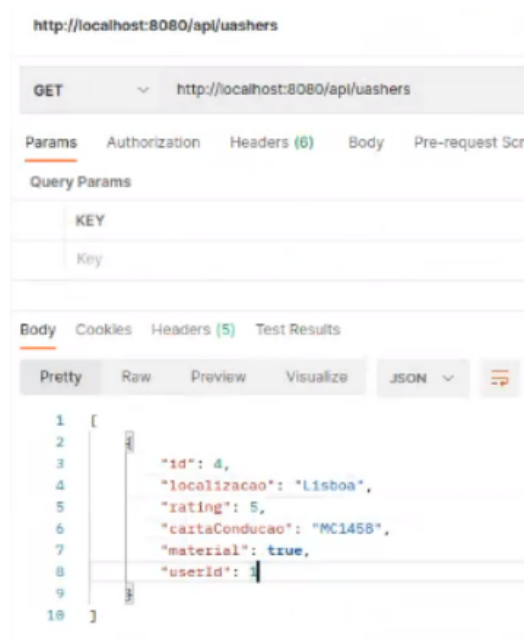 http://localhost:8080/api/uashers
GET http://localhost:8080/api/uashers
Params Authorization Headers (6) Body Pre-request Scr
Query Params
KEY
Key
Body Cookies Headers (5) Test Results
Pretty Raw Preview Visualize JSON
1 [
2 {
3 "id": 4,
4 "localizacao": "Lisboa",
5 "rating": 5,
6 "cartaConducao": "MC1458",
7 "material": true,
8 "userId": 1
9 }
10 ]